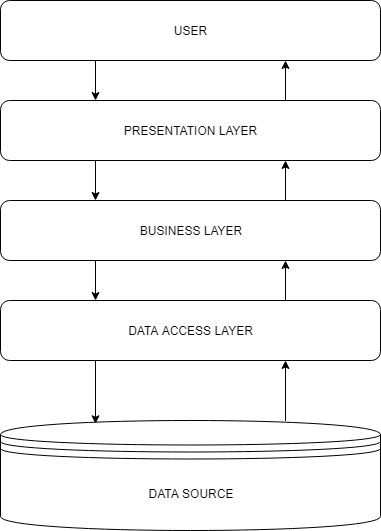 USER
PRESENTATION LAYER
BUSINESS LAYER
DATA ACCESS LAYER
DATA SOURCE